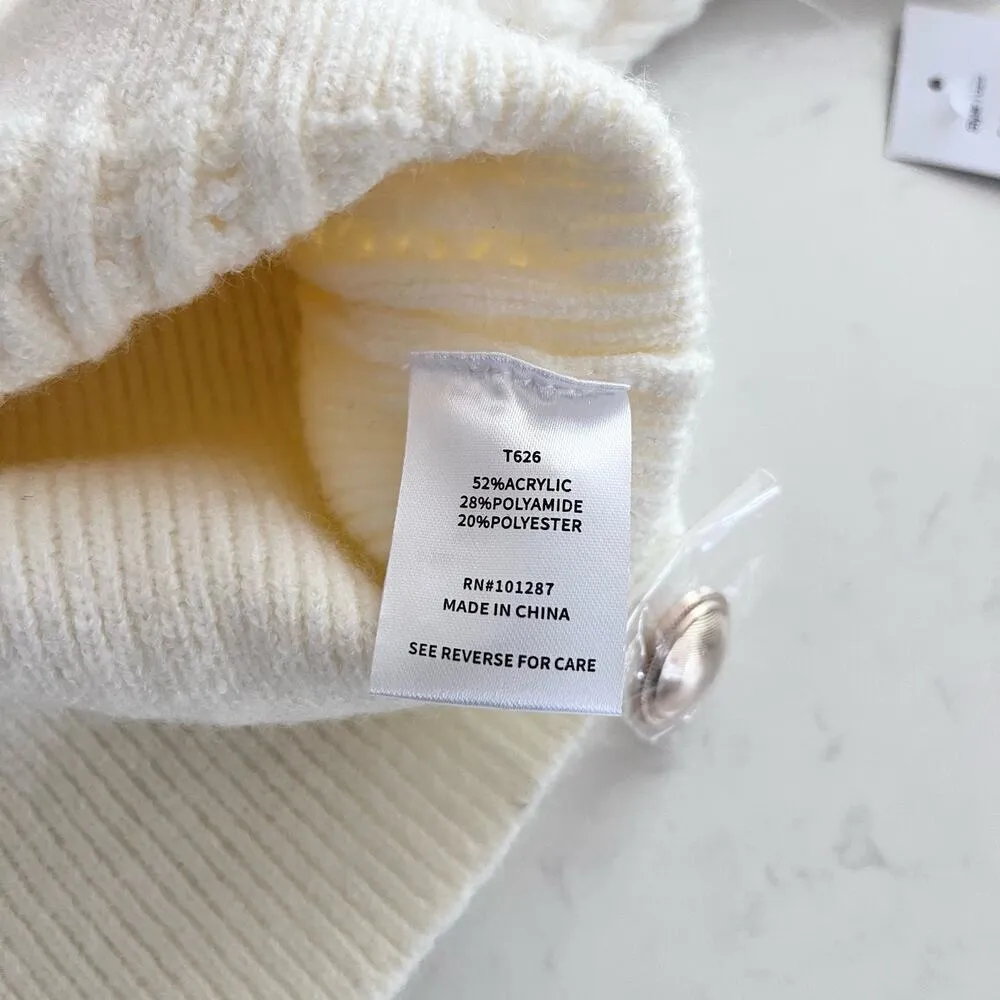 T626
52%ACRYLIC
28%POLYAMIDE
20%POLYESTER
RN#101287
MADE IN CHINA
SEE REVERSE FOR CARE